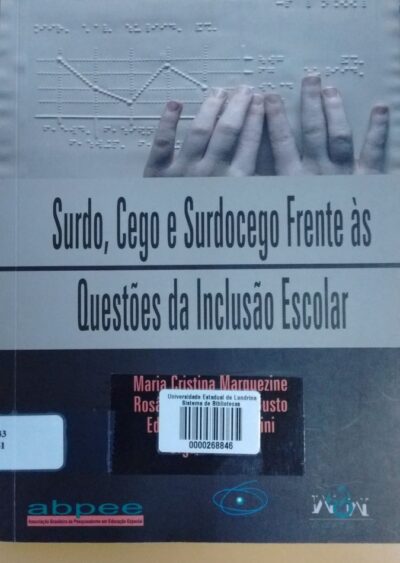 Surdo, Cego e Surdocego Frente às
Questões da Inclusão Escolar
Maria Cristina Marquezine
Universidade Estadual de Londrina
Sistema de Bibliotecas
0000268846
abpee
Associação Brasileira de Pesquisadores em Educação Especial